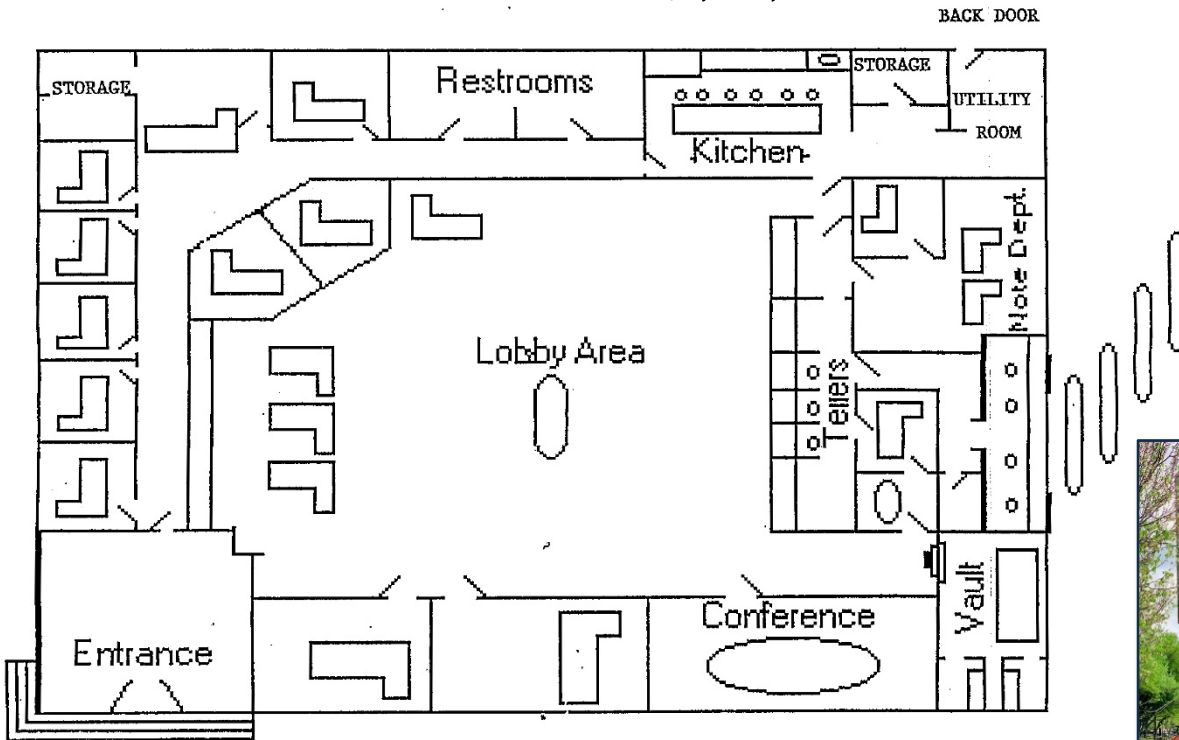 BACK DOOR
STORAGE
Restrooms
STORAGE
UTILITY
ROOM
Kitchen
Note Dept.
Lobby Area
Tellers
Entrance
Conference
Vault